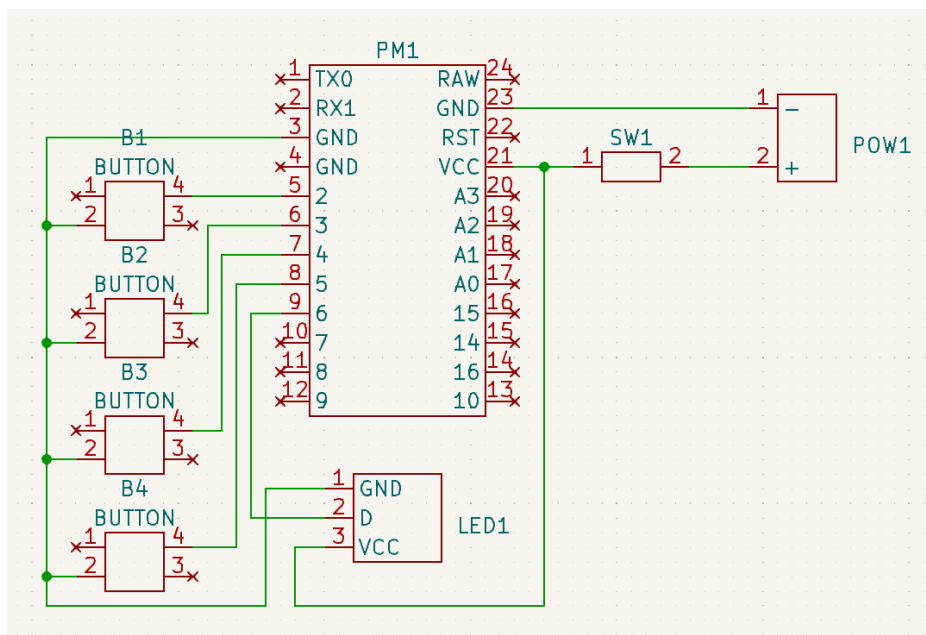 PM1
1 TX0 RAW 24
2 RX1 GND 23
3 GND RST 22
4 GND VCC 21
5 2 A3 20
6 3 A2 19
7 4 A1 18
8 5 A0 17
9 6 15 16
10 7 14 15
11 8 16 14
12 9 10 13
B1
BUTTON
1 4
2 3
B2
BUTTON
1 4
2 3
B3
BUTTON
1 4
2 3
B4
BUTTON
1 4
2 3
SW1
1 2
1 −
2 +
POW1
1 GND
2 D
3 VCC
LED1